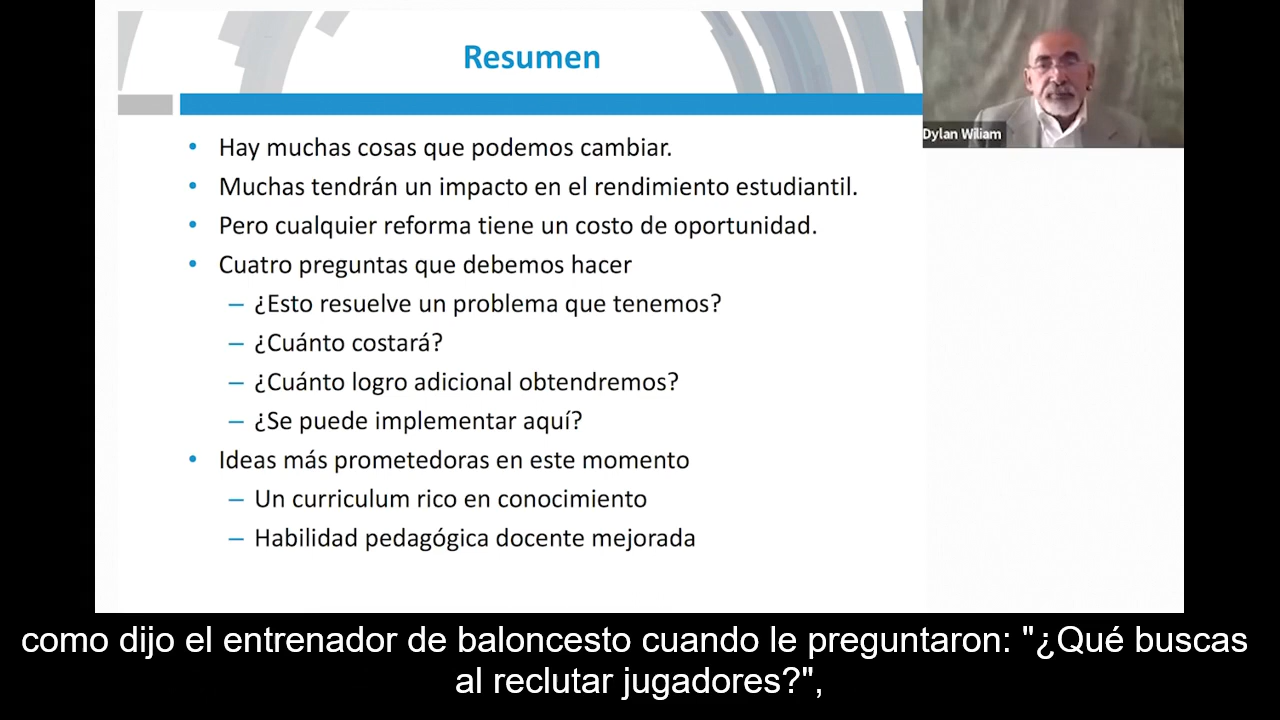 Resumen
Dylan Wiliam
• Hay muchas cosas que podemos cambiar.
• Muchas tendrán un impacto en el rendimiento estudiantil.
• Pero cualquier reforma tiene un costo de oportunidad.
• Cuatro preguntas que debemos hacer
– ¿Esto resuelve un problema que tenemos?
– ¿Cuánto costará?
– ¿Cuánto logro adicional obtendremos?
– ¿Se puede implementar aquí?
• Ideas más prometedoras en este momento
– Un curriculum rico en conocimiento
– Habilidad pedagógica docente mejorada
como dijo el entrenador de baloncesto cuando le preguntaron: "¿Qué buscas
al reclutar jugadores?",